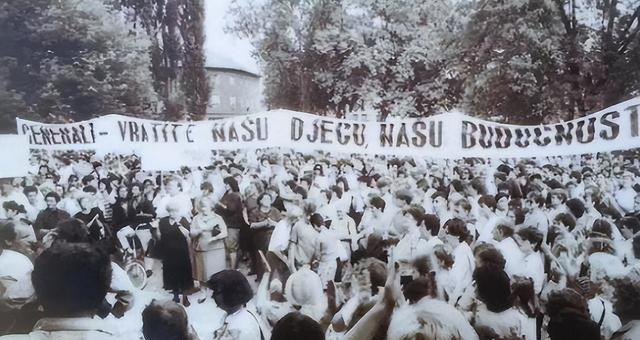 GENERALI - VRATITE NAŠU DJECU, NAŠU BUDUĆNOST